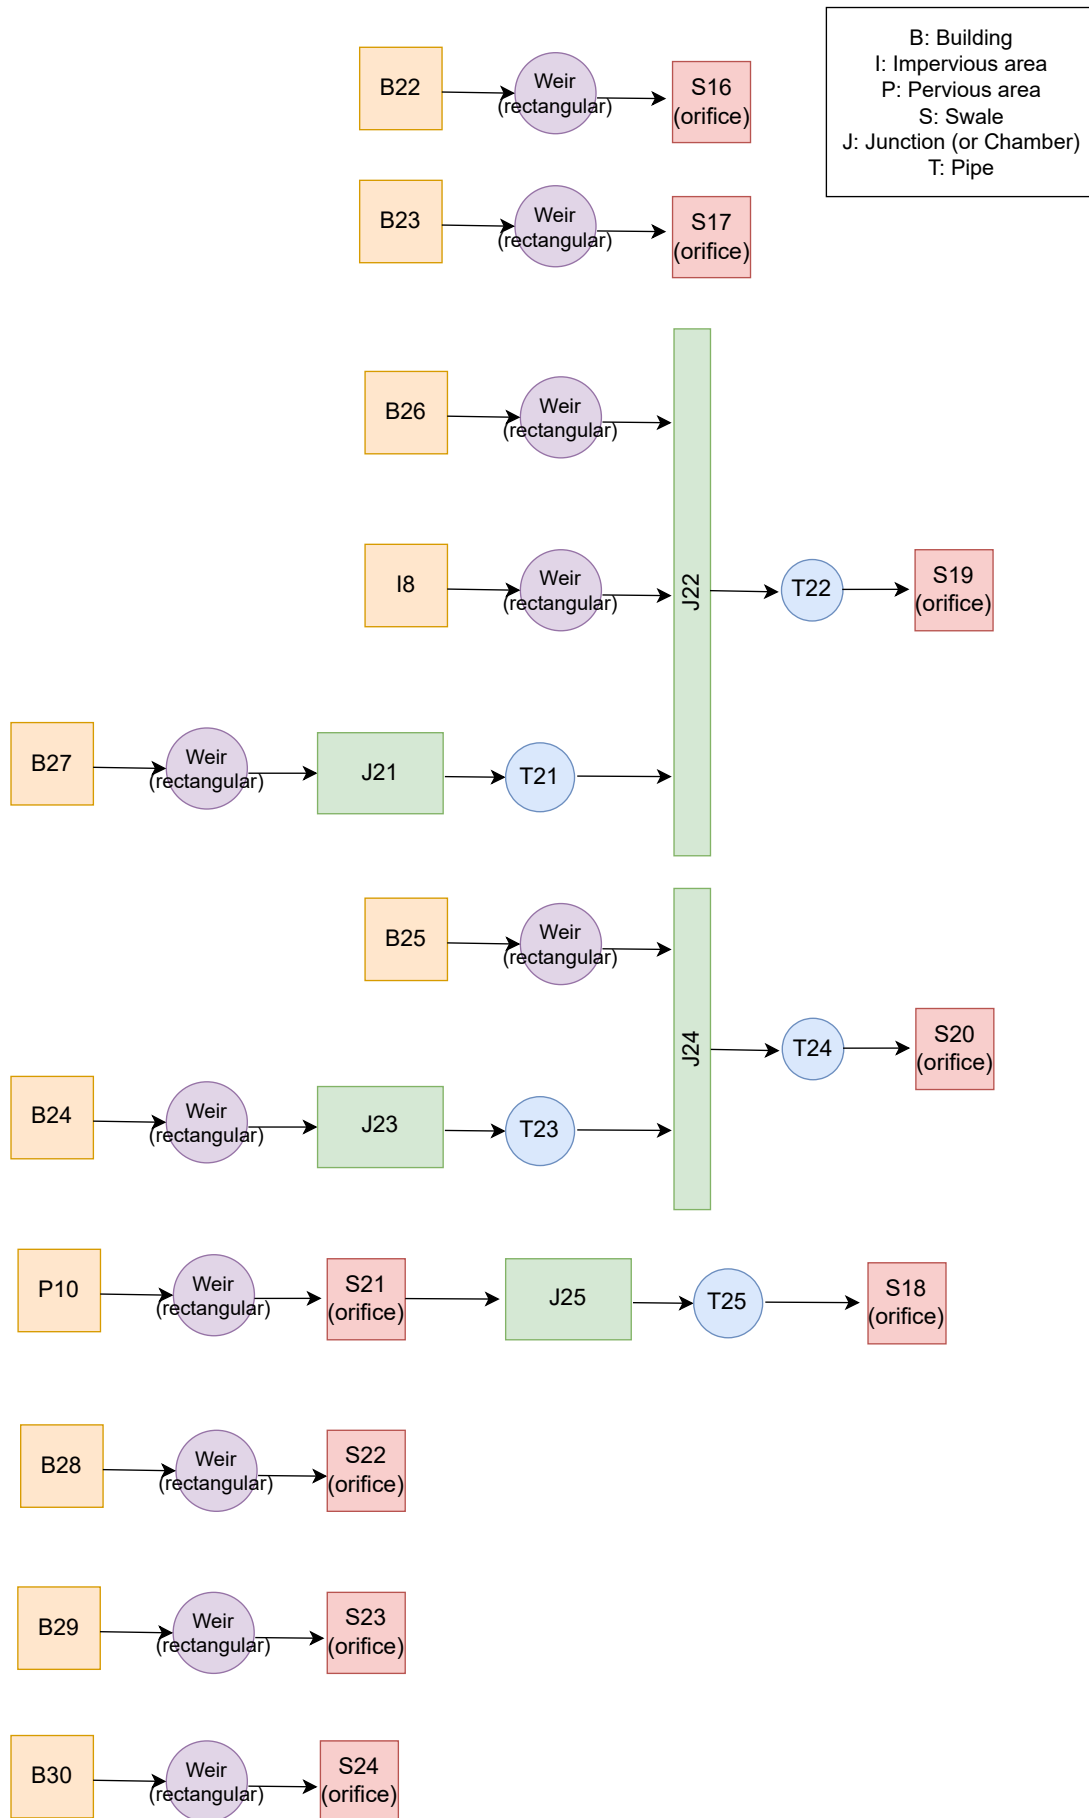 B: Building
I: Impervious area
P: Pervious area
S: Swale
J: Junction (or Chamber)
T: Pipe
B22
Weir
(rectangular)
S16
(orifice)
B23
Weir
(rectangular)
S17
(orifice)
B26
Weir
(rectangular)
I8
Weir
(rectangular)
J22
T22
S19
(orifice)
B27
Weir
(rectangular)
J21
T21
B25
Weir
(rectangular)
J24
T24
S20
(orifice)
B24
Weir
(rectangular)
J23
T23
P10
Weir
(rectangular)
S21
(orifice)
J25
T25
S18
(orifice)
B28
Weir
(rectangular)
S22
(orifice)
B29
Weir
(rectangular)
S23
(orifice)
B30
Weir
(rectangular)
S24
(orifice)